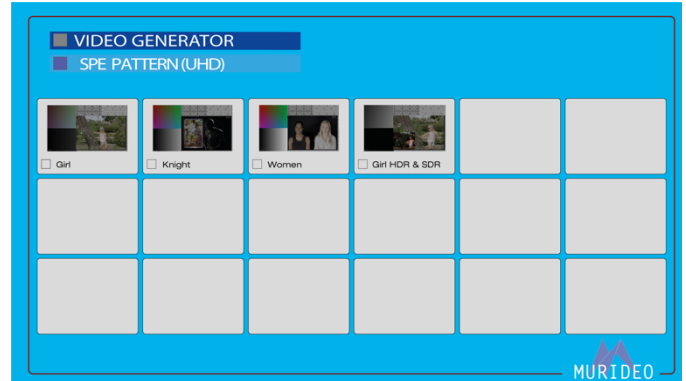 VIDEO GENERATOR
SPE PATTERN (UHD)
Girl
Knight
Women
Girl HDR & SDR
MURIDEO